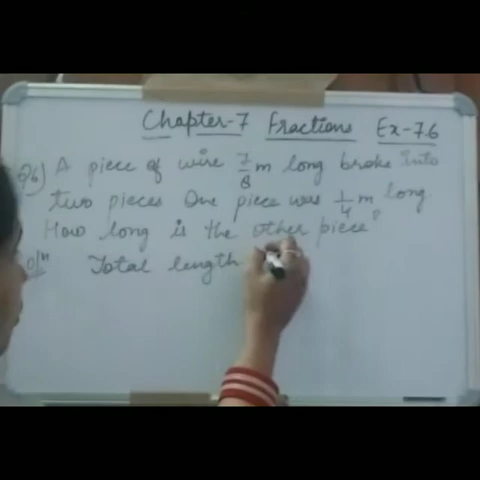 Chapter-7 Fractions Ex-7.6
Q6) A piece of wire 7/8 m long broke into
two pieces One piece was 1/4 m long.
How long is the other piece?
Solⁿ Total length